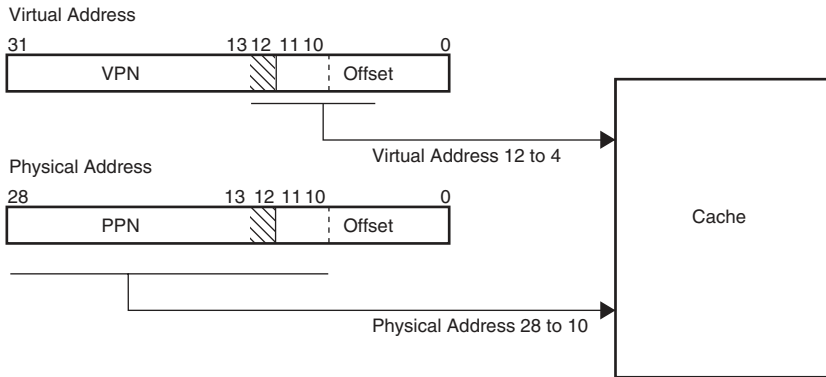 Virtual Address
31 13 12 11 10 0
VPN Offset
Virtual Address 12 to 4
Physical Address
28 13 12 11 10 0
PPN Offset
Cache
Physical Address 28 to 10